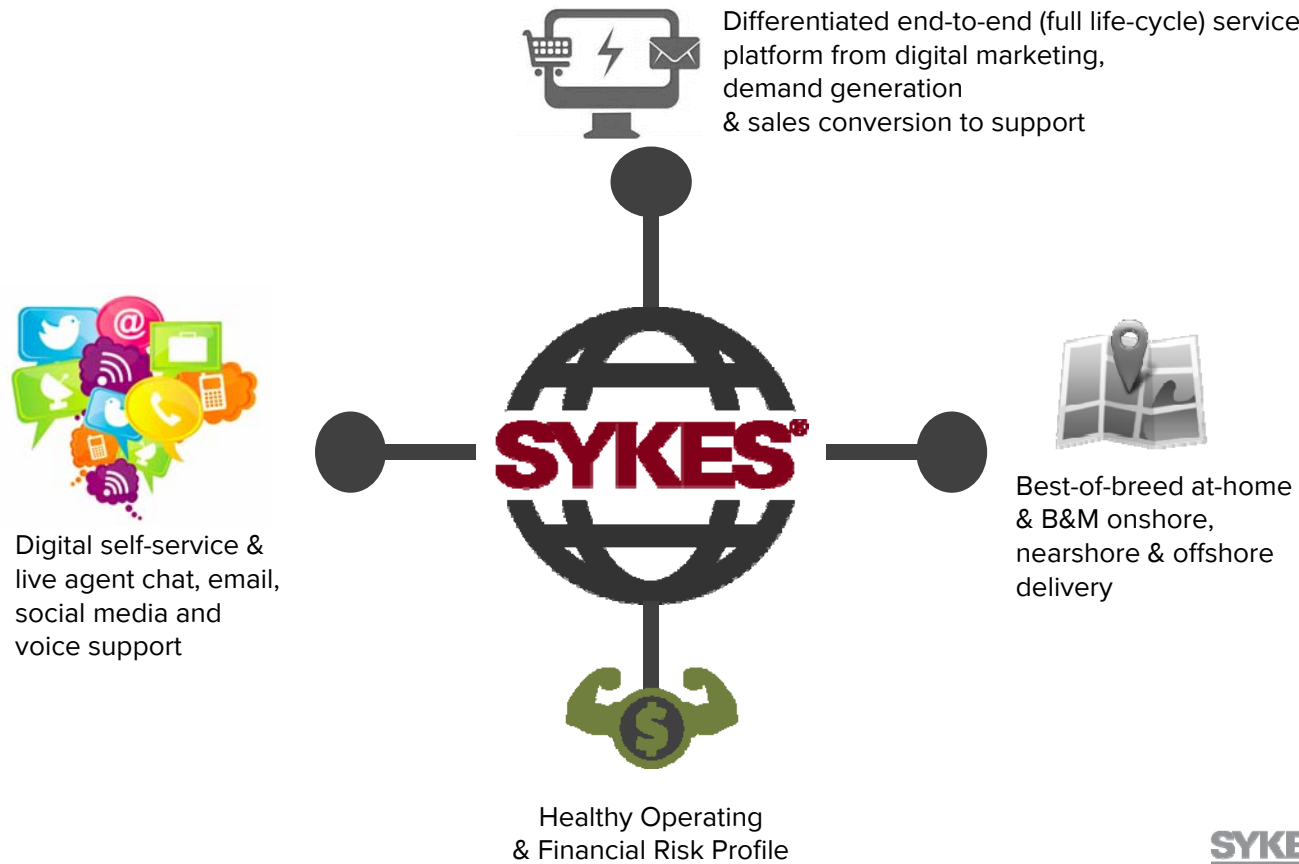 Differentiated end-to-end (full life-cycle) service
platform from digital marketing,
demand generation
& sales conversion to support
@
SYKES®
Digital self-service &
live agent chat, email,
social media and
voice support
Best-of-breed at-home
& B&M onshore,
nearshore & offshore
delivery
$
Healthy Operating
& Financial Risk Profile
SYKE